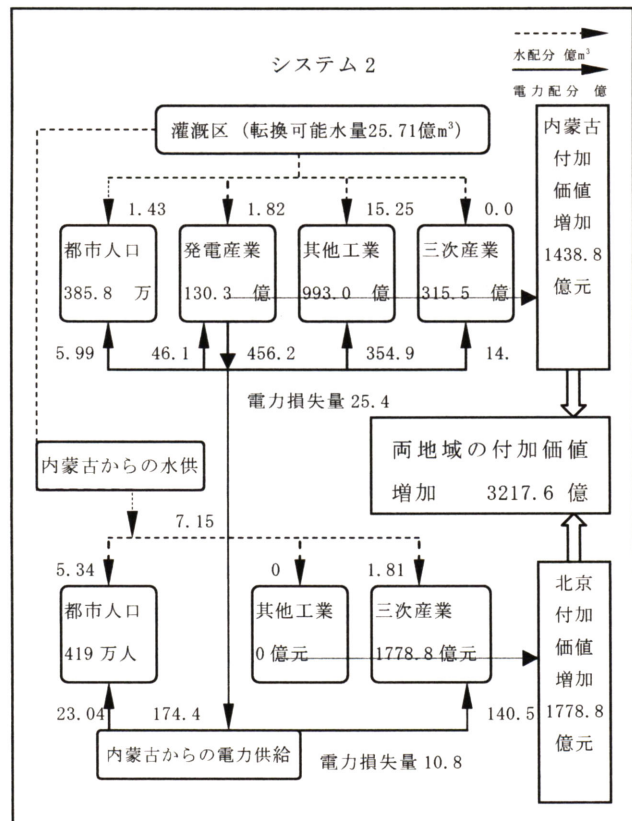 システム2
水配分 億m³
電力配分 億
灌漑区（転換可能水量25.71億m³）
1.43
1.82
15.25
0.0
都市人口
385.8 万
発電産業
130.3 億
其他工業
993.0 億
三次産業
315.5 億
5.99
46.1
456.2
354.9
14.
電力損失量 25.4
内蒙古
付加
価値
増加
1438.8
億元
両地域の付加価値
増加 3217.6 億
内蒙古からの水供
7.15
5.34
0
1.81
都市人口
419万人
其他工業
0億元
三次産業
1778.8億元
23.04
174.4
140.5
内蒙古からの電力供給
電力損失量10.8
北京
付加
価値
増加
1778.8
億元